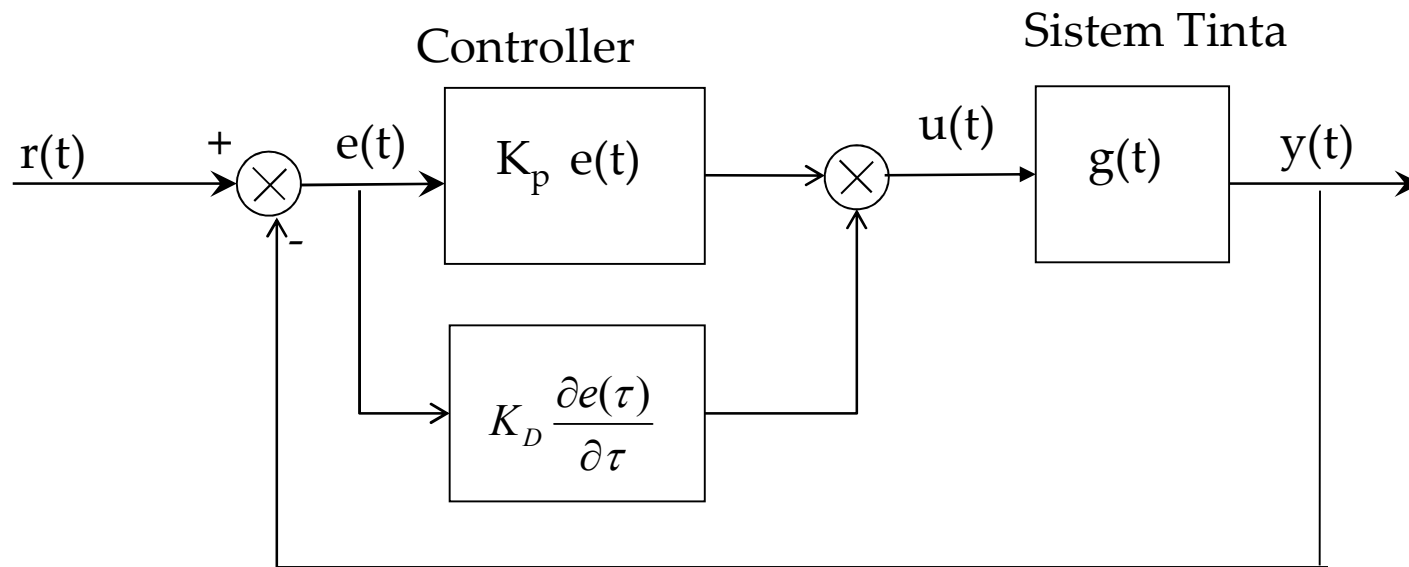 Controller
Sistem Tinta
r(t)
+
-
e(t)
K_p e(t)
u(t)
g(t)
y(t)
K_D ∂e(τ)/∂τ